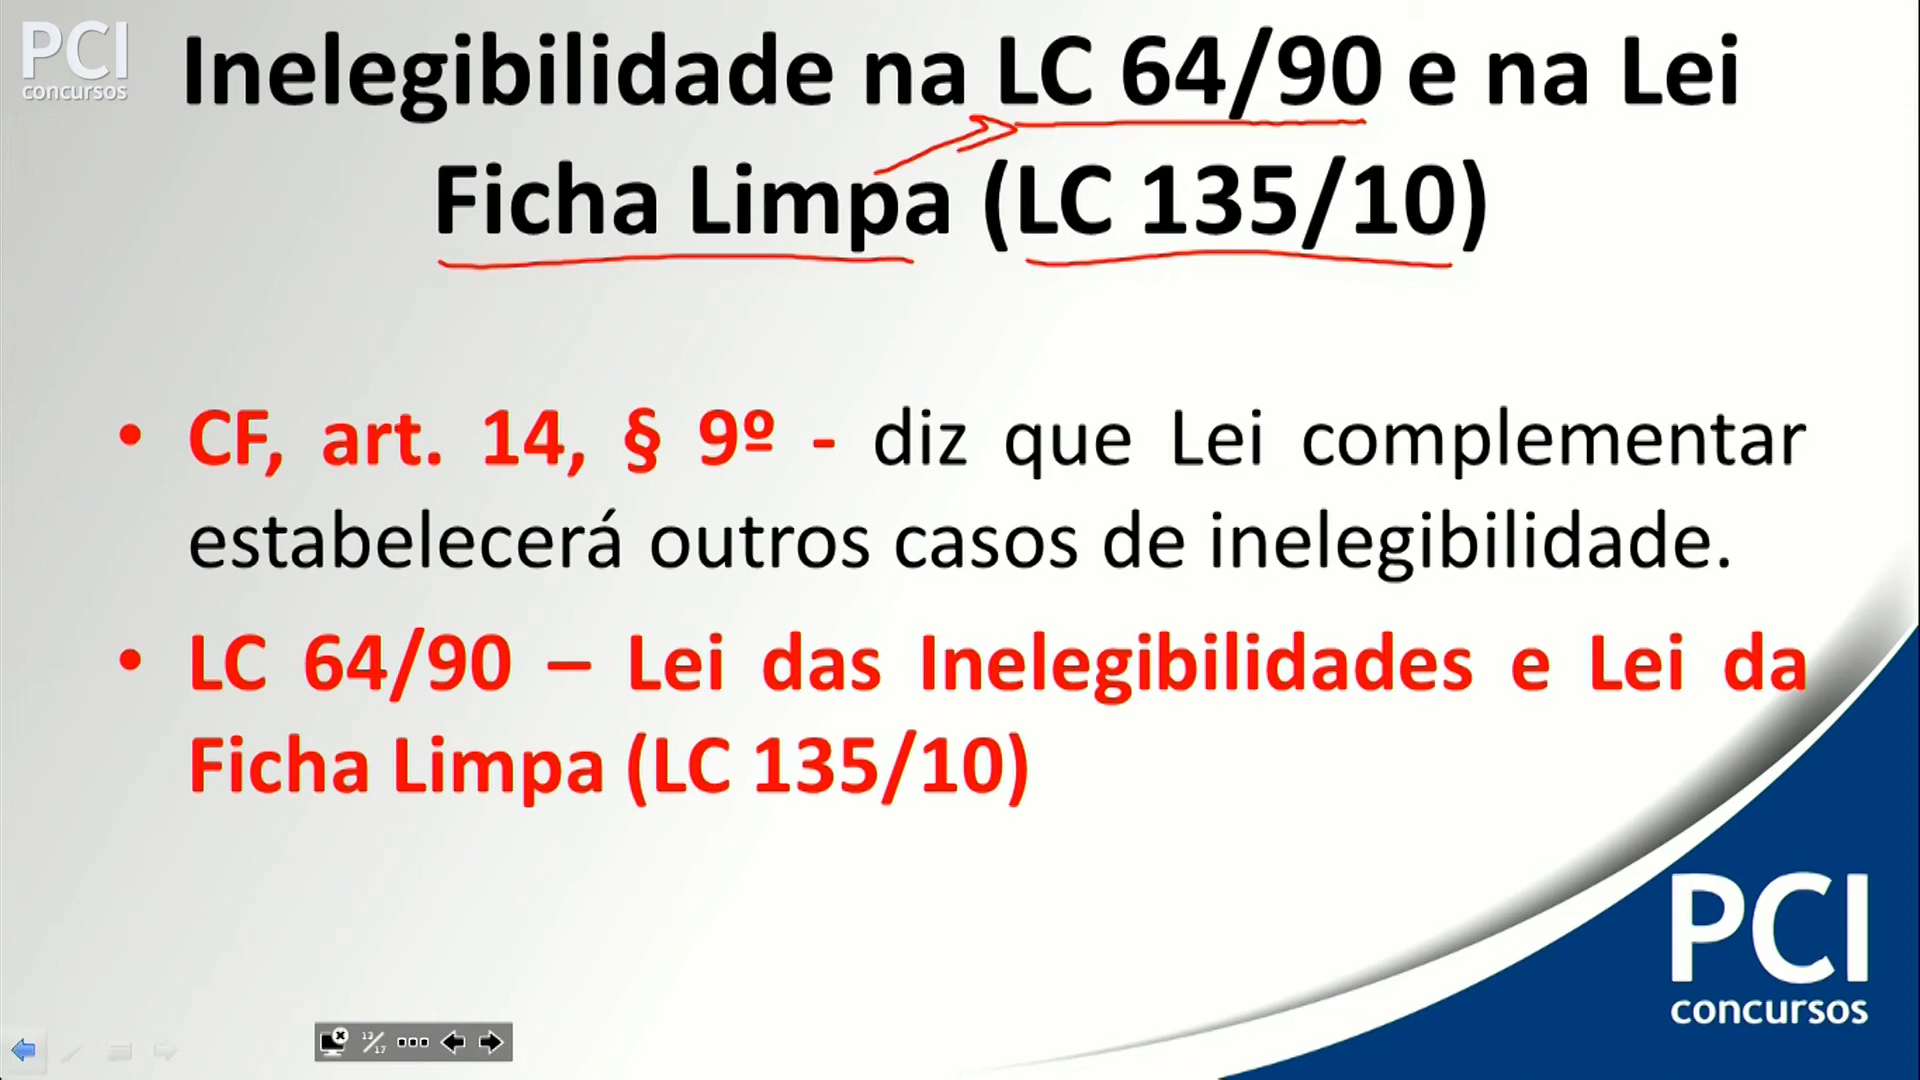 PCI
concursos
Inelegibilidade na LC 64/90 e na Lei
Ficha Limpa (LC 135/10)
• CF, art. 14, § 9º - diz que Lei complementar
estabelecerá outros casos de inelegibilidade.
• LC 64/90 – Lei das Inelegibilidades e Lei da
Ficha Limpa (LC 135/10)
PCI
concursos
12/17